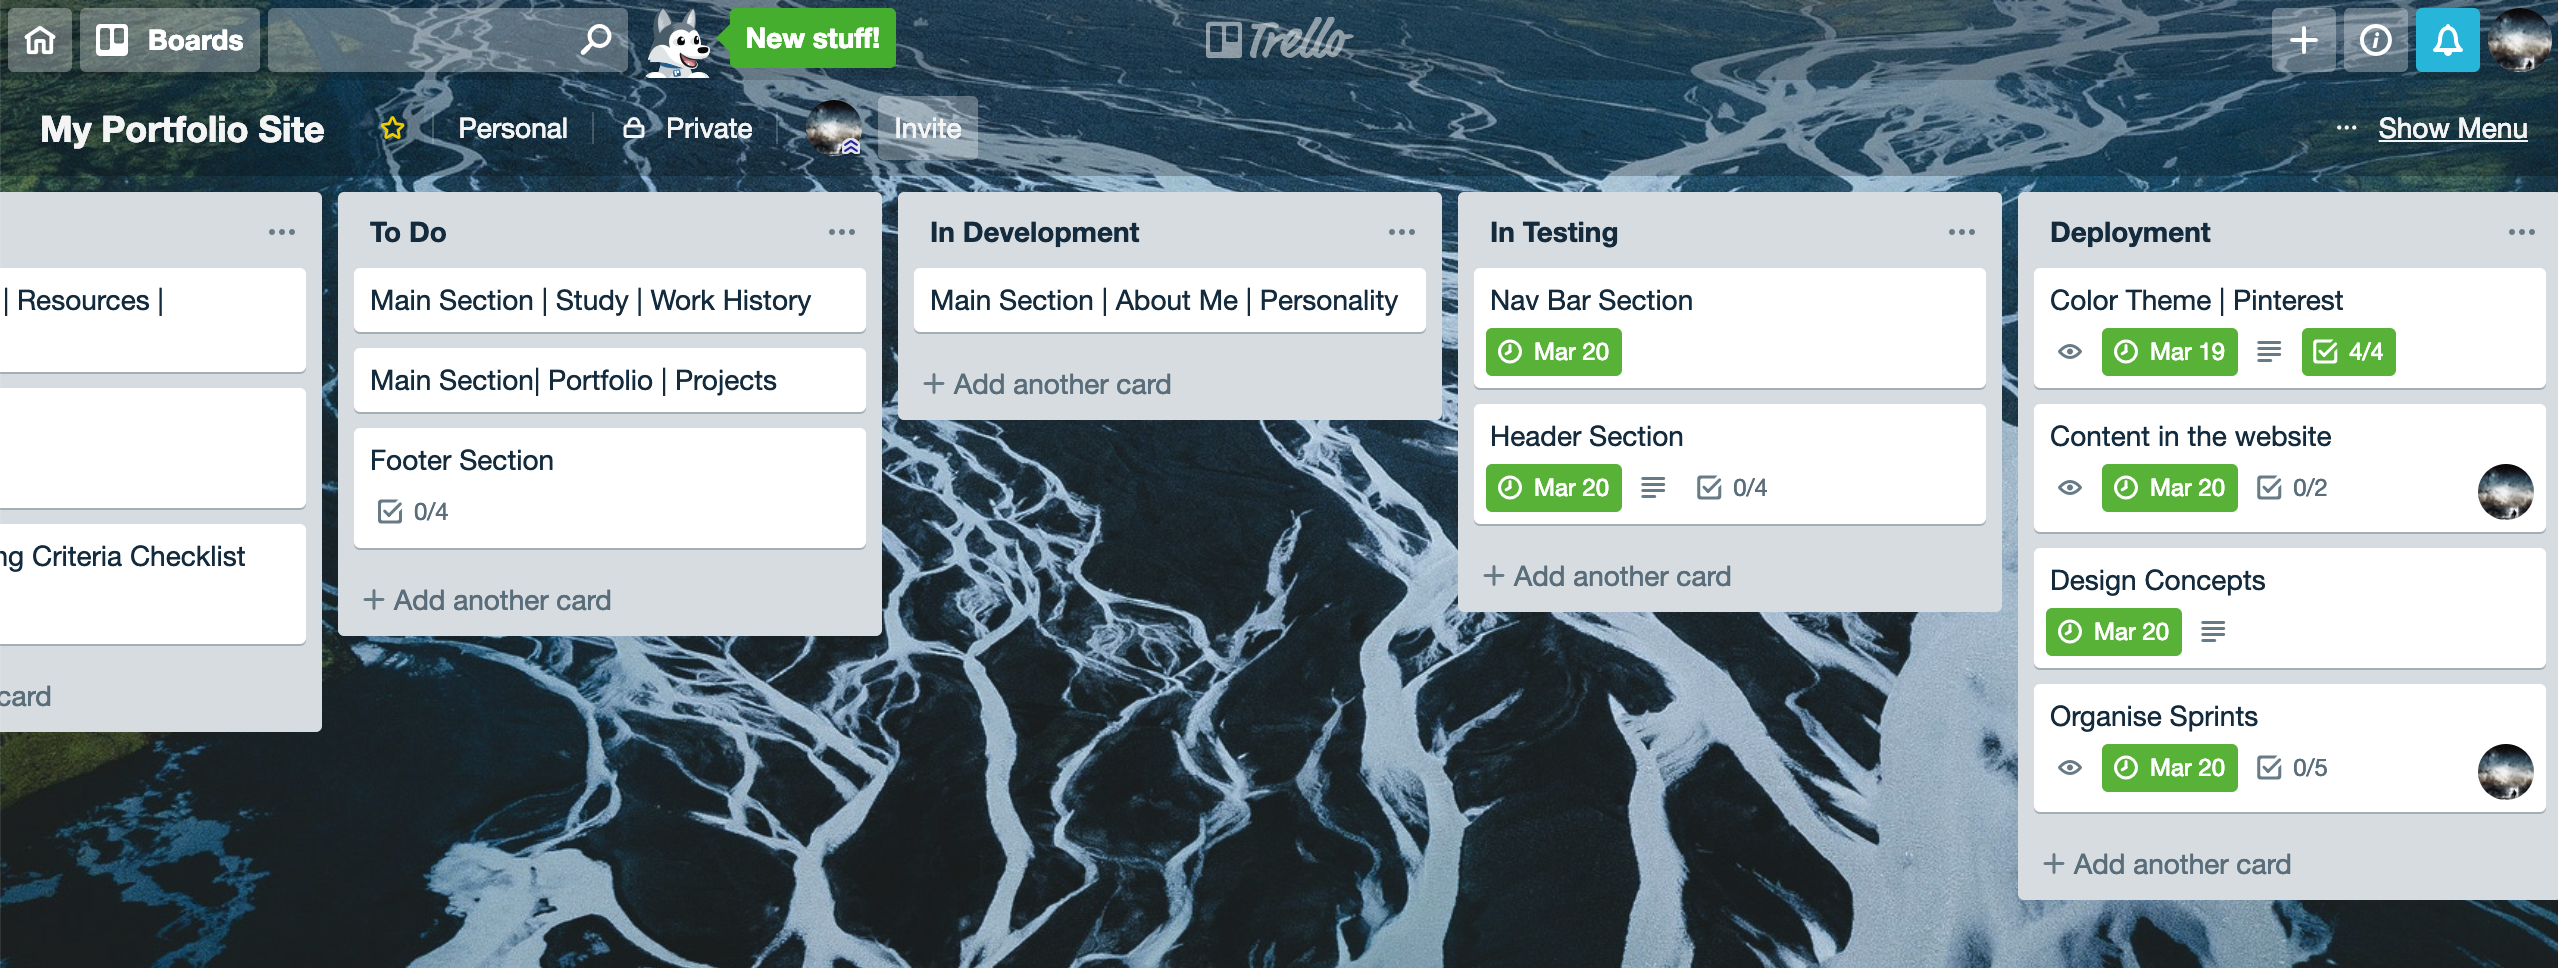 Boards
New stuff!
Trello
My Portfolio Site
Personal
Private
Invite
Show Menu
| Resources |
ng Criteria Checklist
card
To Do
Main Section | Study | Work History
Main Section| Portfolio | Projects
Footer Section
0/4
+ Add another card
In Development
Main Section | About Me | Personality
+ Add another card
In Testing
Nav Bar Section
Mar 20
Header Section
Mar 20 0/4
+ Add another card
Deployment
Color Theme | Pinterest
Mar 19 4/4
Content in the website
Mar 20 0/2
Design Concepts
Mar 20
Organise Sprints
Mar 20 0/5
+ Add another card